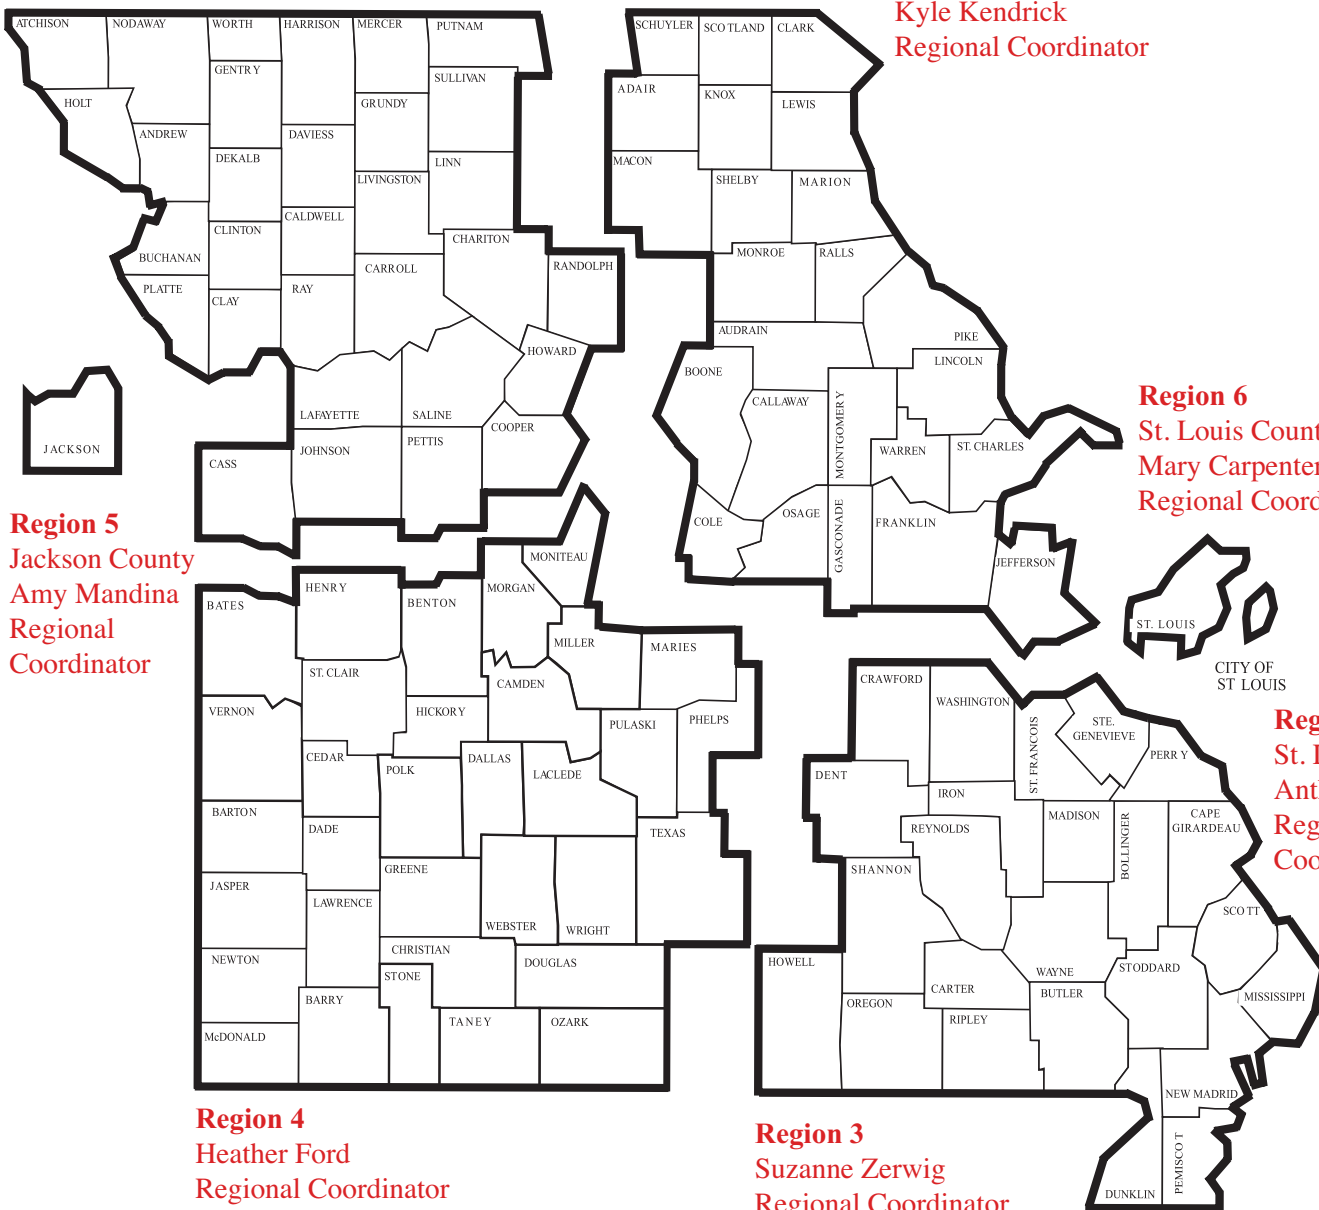 Kyle Kendrick
Regional Coordinator
ATCHISON
NODAWAY
WORTH
HARRISON
MERCER
PUTNAM
SCHUYLER
SCOTLAND
CLARK
GENTRY
SULLIVAN
ADAIR
KNOX
LEWIS
HOLT
GRUNDY
ANDREW
DAVIESS
DEKALB
LINN
MACON
LIVINGSTON
SHELBY
MARION
CALDWELL
CLINTON
CHARITON
BUCHANAN
CARROLL
RANDOLPH
MONROE
RALLS
PLATTE
CLAY
RAY
AUDRAIN
PIKE
HOWARD
LINCOLN
BOONE
CALLAWAY
MONTGOMERY
LAFAYETTE
SALINE
COOPER
JACKSON
CASS
JOHNSON
PETTIS
WARREN
ST. CHARLES
COLE
OSAGE
GASCONADE
FRANKLIN
JEFFERSON
Region 6
St. Louis Count
Mary Carpenter
Regional Coord
Region 5
Jackson County
Amy Mandina
Regional
Coordinator
MONITEAU
BATES
HENRY
BENTON
MORGAN
MILLER
MARIES
ST. LOUIS
CITY OF
ST LOUIS
ST. CLAIR
CAMDEN
VERNON
HICKORY
PULASKI
PHELPS
CRAWFORD
WASHINGTON
ST. FRANCOIS
STE.
GENEVIEVE
PERRY
CEDAR
POLK
DALLAS
LACLEDE
DENT
IRON
BARTON
DADE
TEXAS
REYNOLDS
MADISON
BOLLINGER
CAPE
GIRARDEAU
Reg
St. 
Ant
Reg
Coo
JASPER
GREENE
LAWRENCE
WEBSTER
WRIGHT
SHANNON
SCOTT
NEWTON
CHRISTIAN
STONE
DOUGLAS
HOWELL
WAYNE
STODDARD
BARRY
OREGON
CARTER
BUTLER
MISSISSIPPI
McDONALD
TANEY
OZARK
RIPLEY
NEW MADRID
PEMISCOT
DUNKLIN
Region 4
Heather Ford
Regional Coordinator
Region 3
Suzanne Zerwig
Regional Coordinator